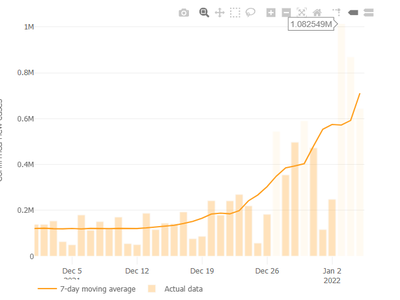 1.082549M
1M
0.8M
0.6M
0.4M
0.2M
0
Dec 5
2021
Dec 12
Dec 19
Dec 26
Jan 2
2022
7-day moving average
Actual data